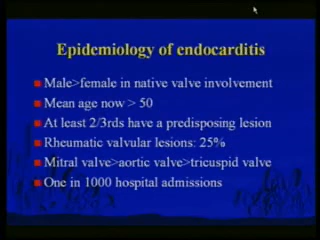 Epidemiology of endocarditis
Male>female in native valve involvement
Mean age now > 50
At least 2/3rds have a predisposing lesion
Rheumatic valvular lesions: 25%
Mitral valve>aortic valve>tricuspid valve
One in 1000 hospital admissions